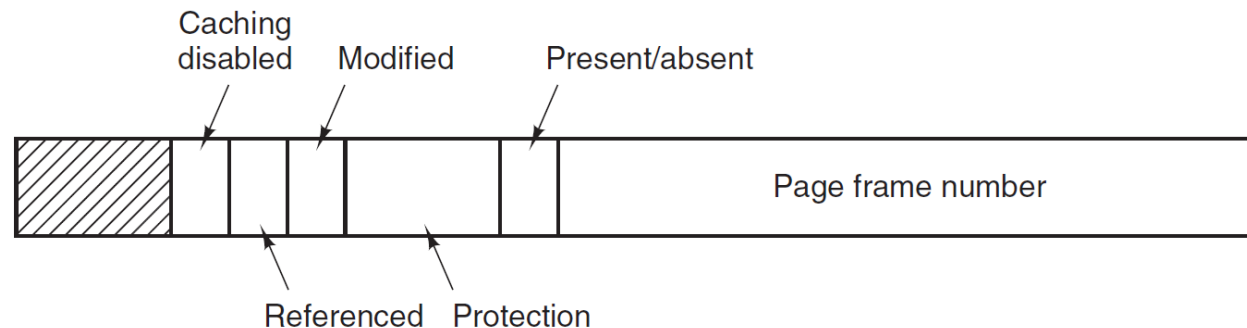 Caching
disabled
Modified
Present/absent
Page frame number
Referenced
Protection